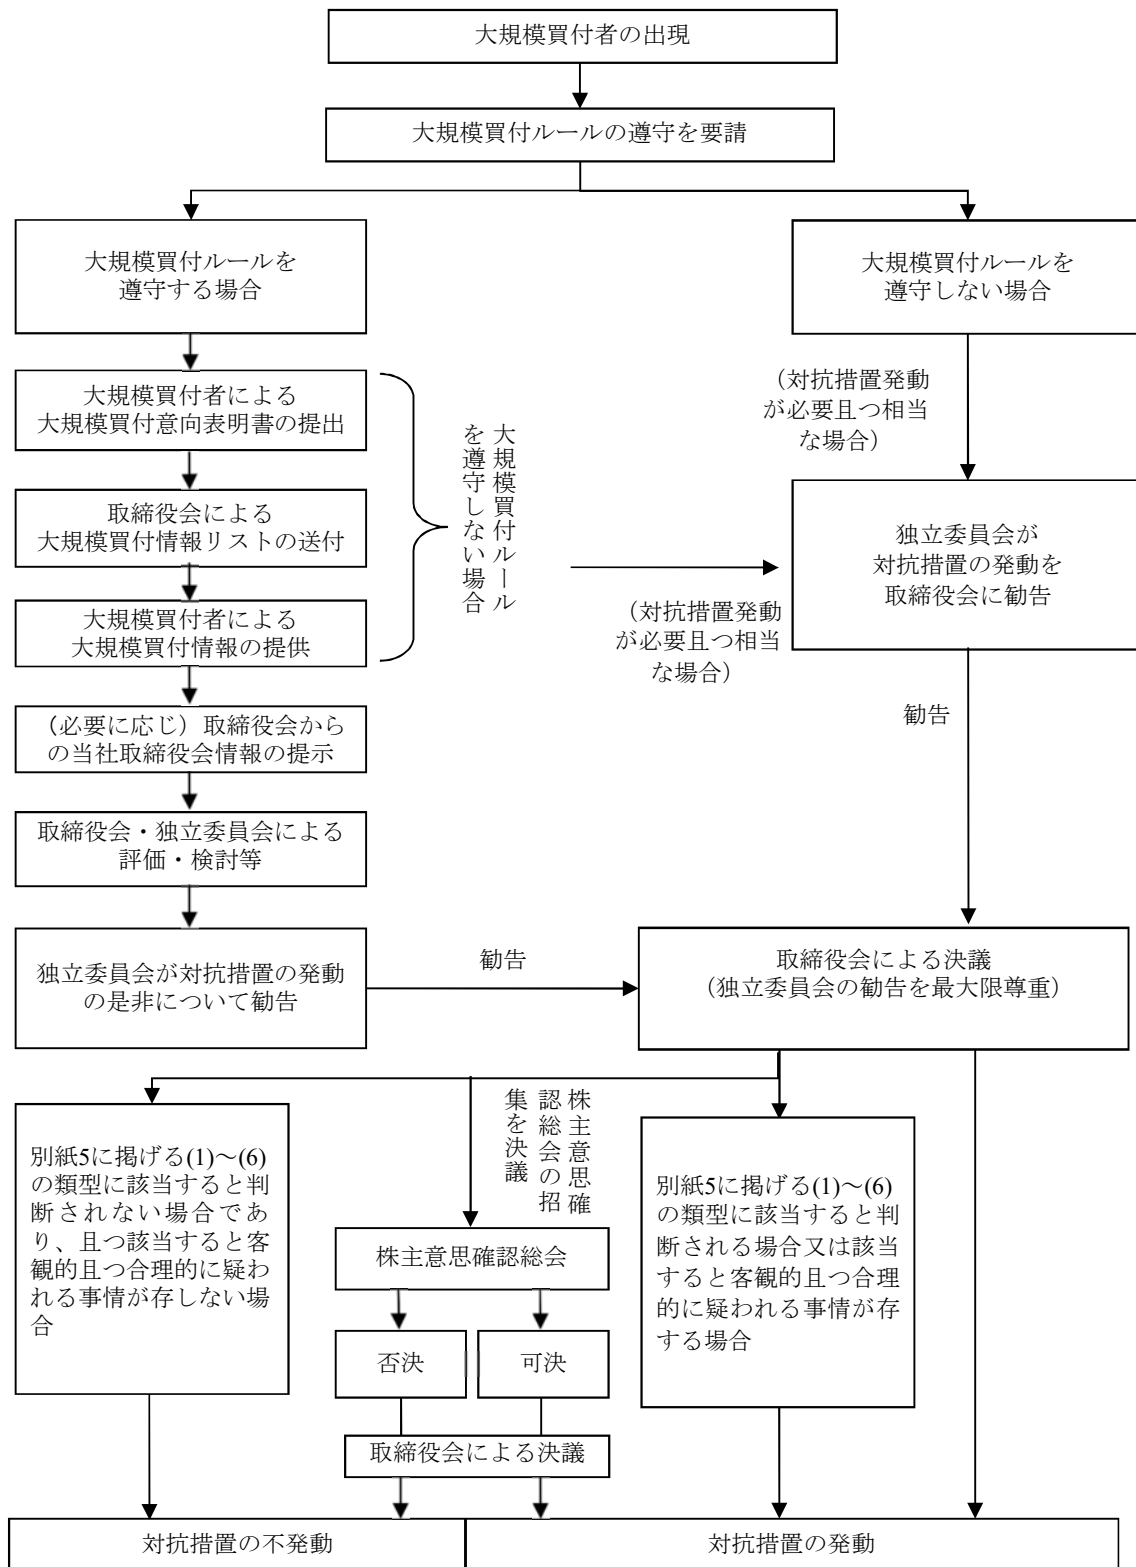 大規模買付者の出現
大規模買付ルールの遵守を要請
大規模買付ルールを
遵守する場合
大規模買付ルールを
遵守しない場合
大規模買付者による
大規模買付意向表明書の提出
取締役会による
大規模買付情報リストの送付
大規模買付者による
大規模買付情報の提供
大規模買付ルール
を遵守しない場合
（対抗措置発動
が必要且つ相当
な場合）
（対抗措置発動
が必要且つ相当
な場合）
独立委員会が
対抗措置の発動を
取締役会に勧告
（必要に応じ）取締役会から
の当社取締役会情報の提示
勧告
取締役会・独立委員会による
評価・検討等
独立委員会が対抗措置の発動
の是非について勧告
勧告
取締役会による決議
（独立委員会の勧告を最大限尊重）
別紙5に掲げる(1)～(6)
の類型に該当すると判
断されない場合であ
り、且つ該当すると客
観的且つ合理的に疑わ
れる事情が存しない場
合
株主意思確
認総会の招
集を決議
株主意思確認総会
否決
可決
取締役会による決議
別紙5に掲げる(1)～(6)
の類型に該当すると判
断される場合又は該当
すると客観的且つ合理
的に疑われる事情が存
する場合
対抗措置の不発動
対抗措置の発動